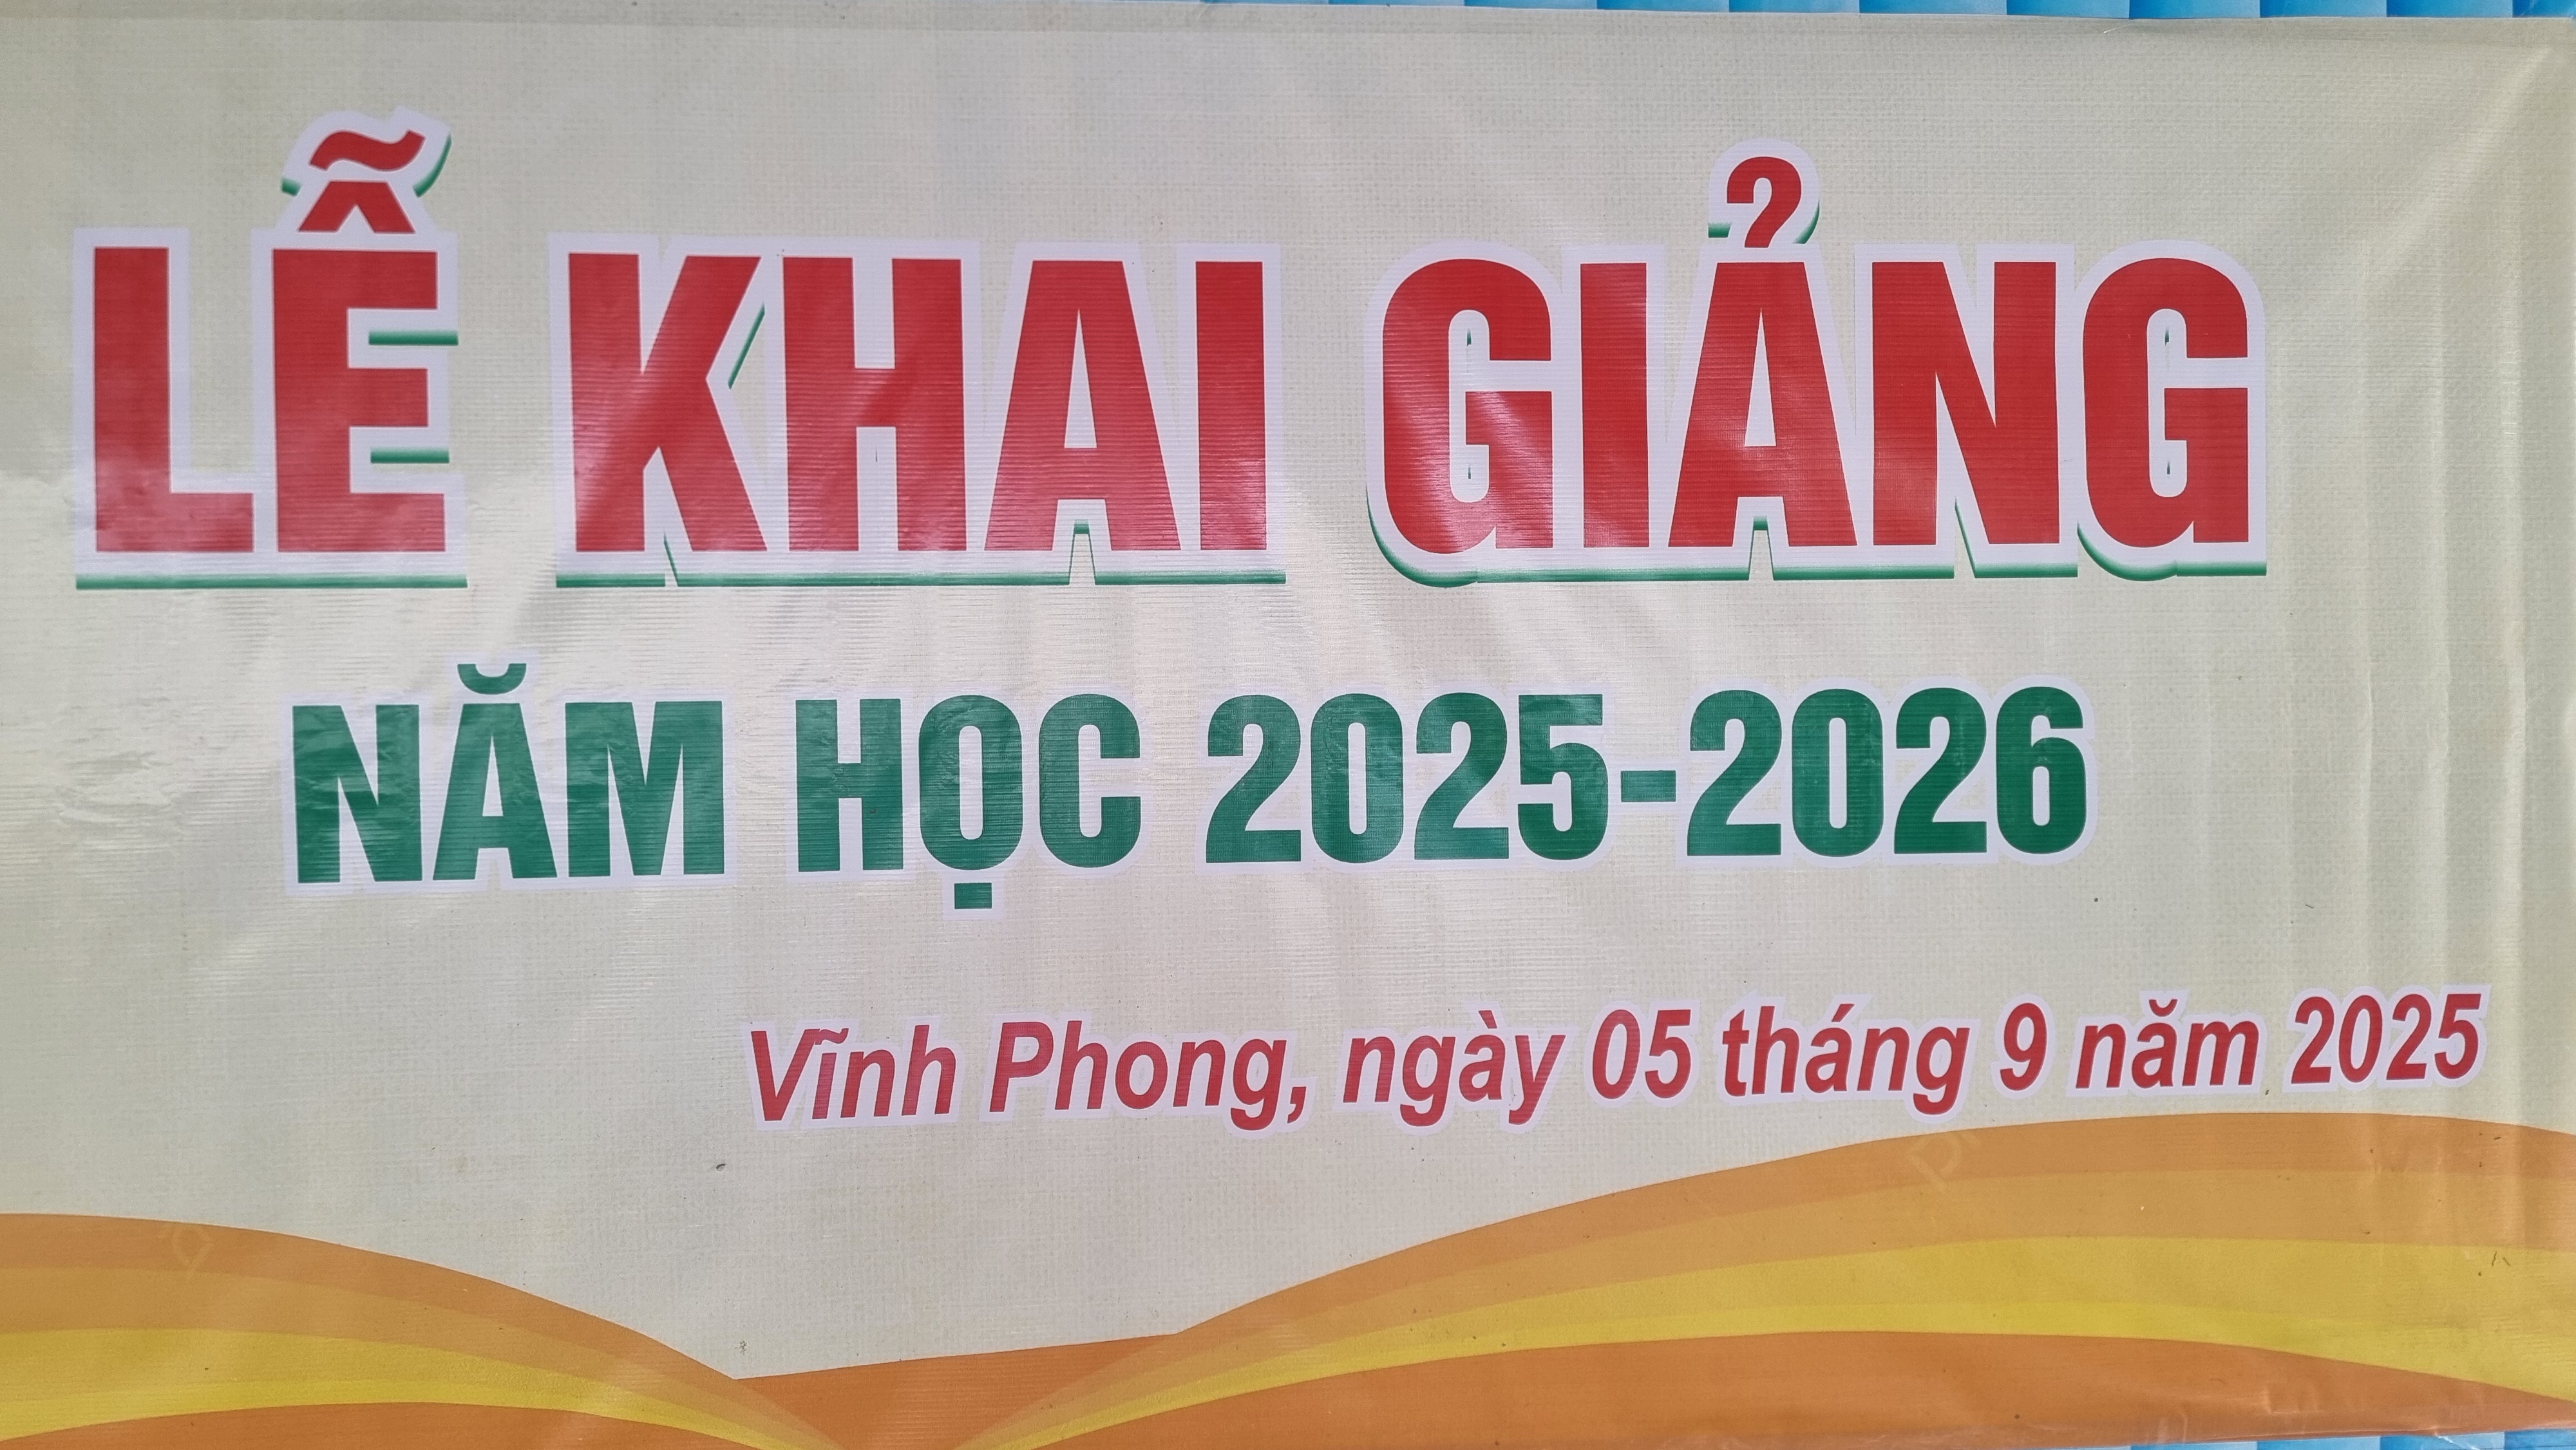 LỄ KHAI GIẢNG
NĂM HỌC 2025-2026
Vĩnh Phong, ngày 05 tháng 9 năm 2025